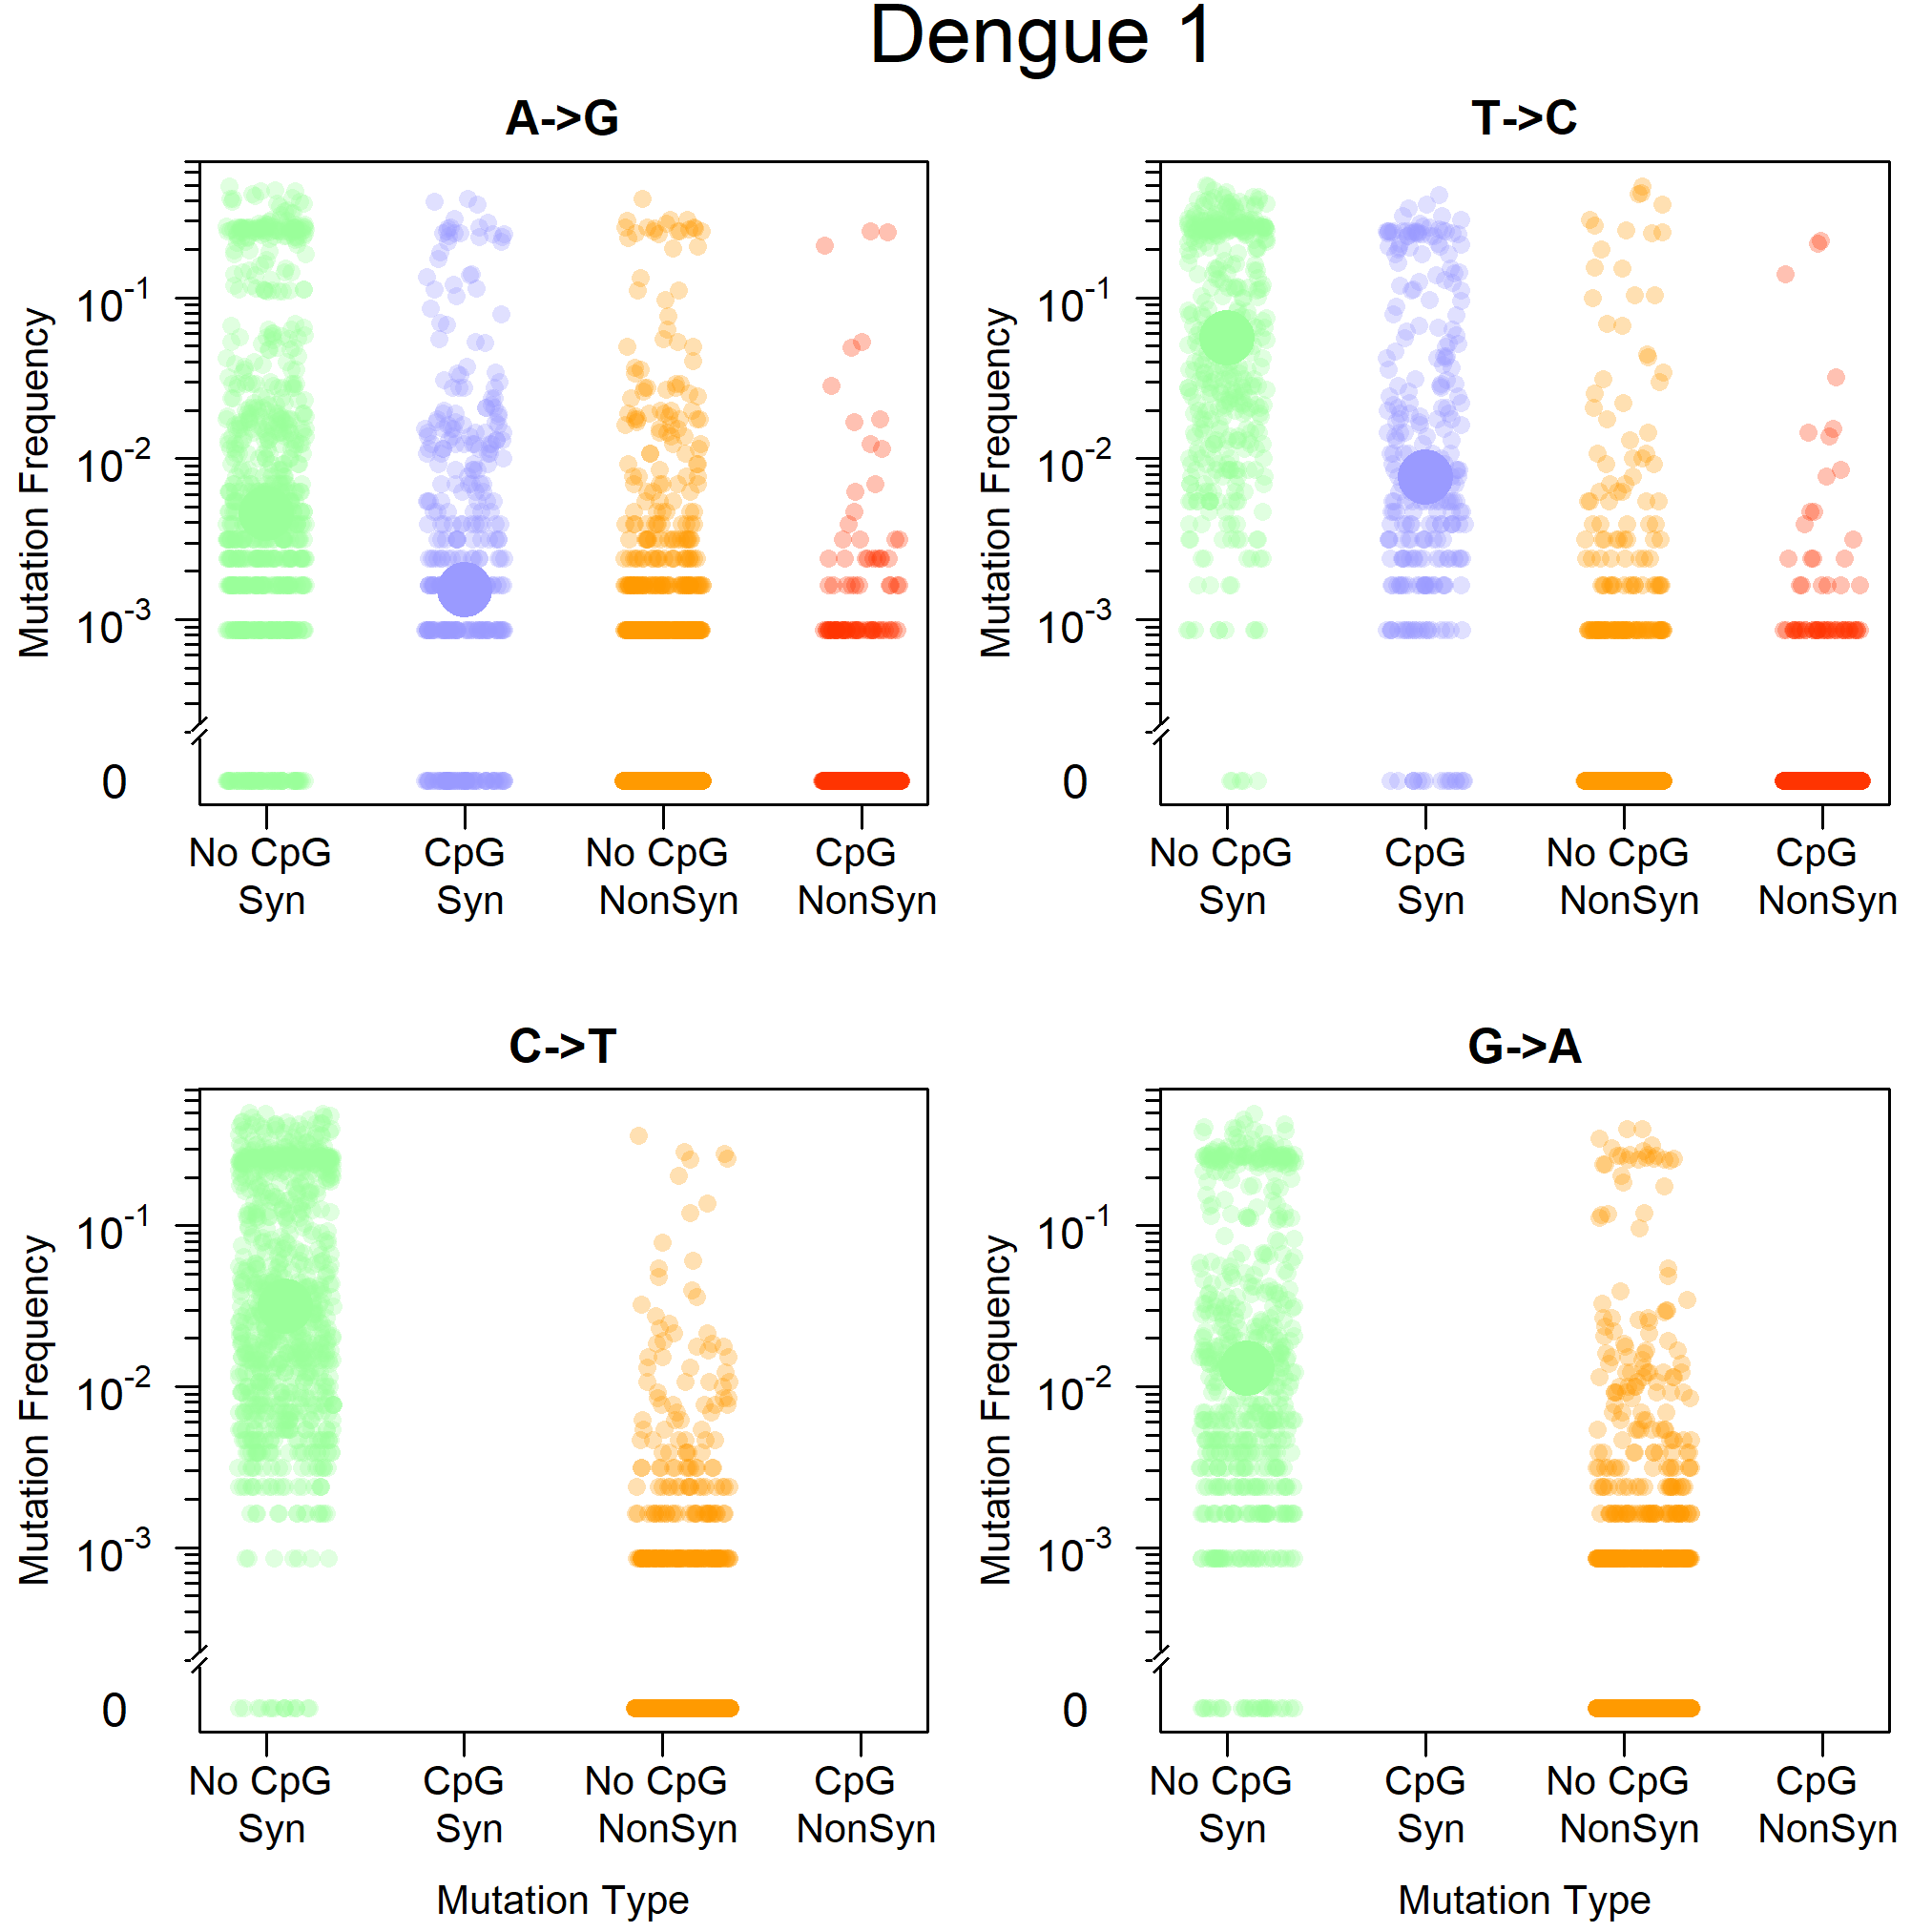 Dengue 1
A->G
Mutation Frequency
10^-1
10^-2
10^-3
0
No CpG CpG No CpG CpG
Syn Syn NonSyn NonSyn
T->C
Mutation Frequency
10^-1
10^-2
10^-3
0
No CpG CpG No CpG CpG
Syn Syn NonSyn NonSyn
C->T
Mutation Frequency
10^-1
10^-2
10^-3
0
No CpG CpG No CpG CpG
Syn Syn NonSyn NonSyn
Mutation Type
G->A
Mutation Frequency
10^-1
10^-2
10^-3
0
No CpG CpG No CpG CpG
Syn Syn NonSyn NonSyn
Mutation Type